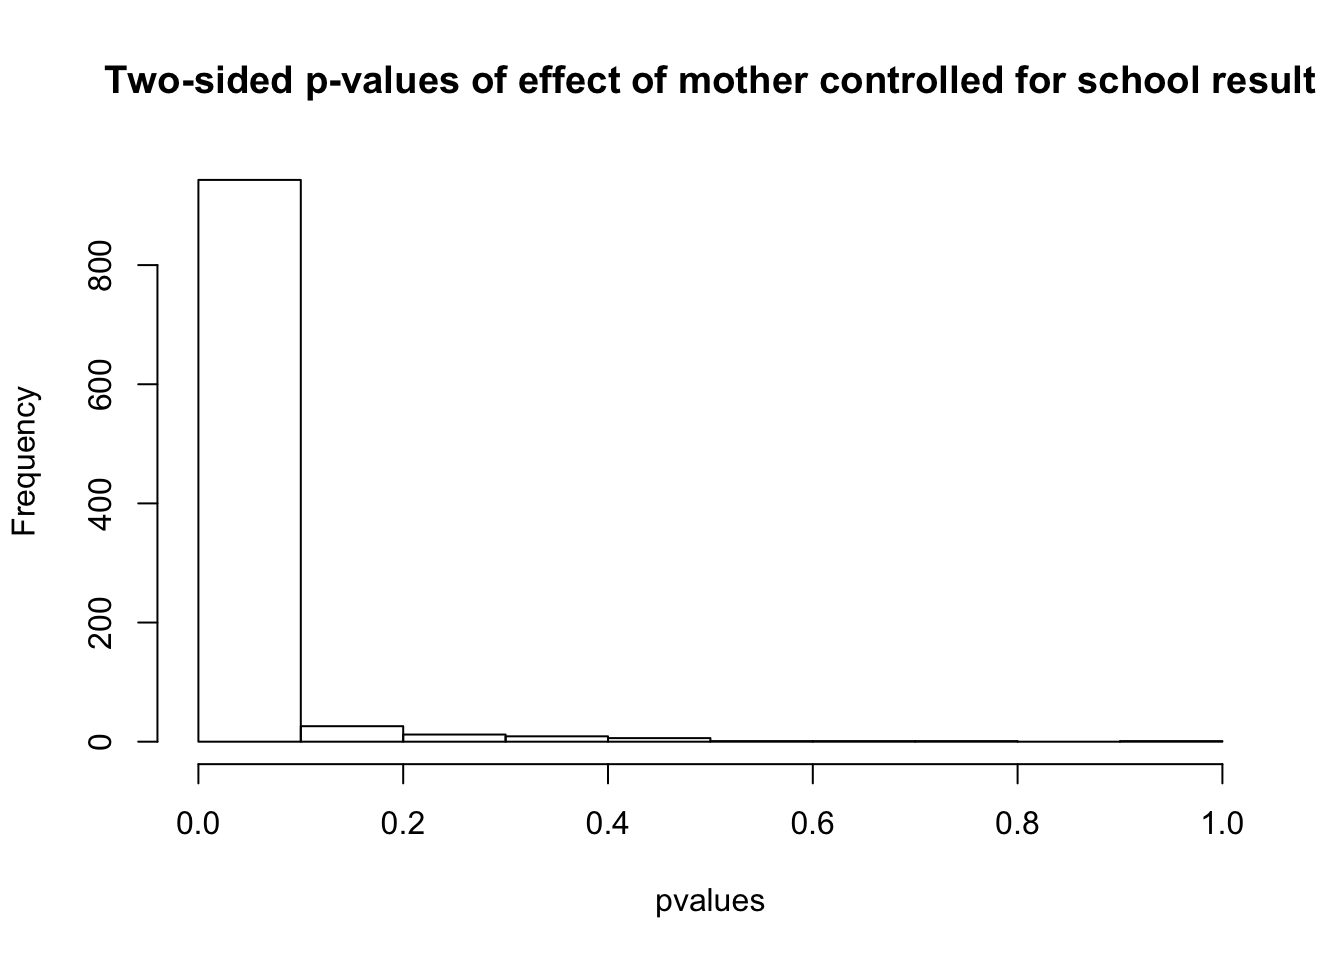 Two-sided p-values of effect of mother controlled for school result
Frequency
800
600
400
200
0
0.0 0.2 0.4 0.6 0.8 1.0
pvalues